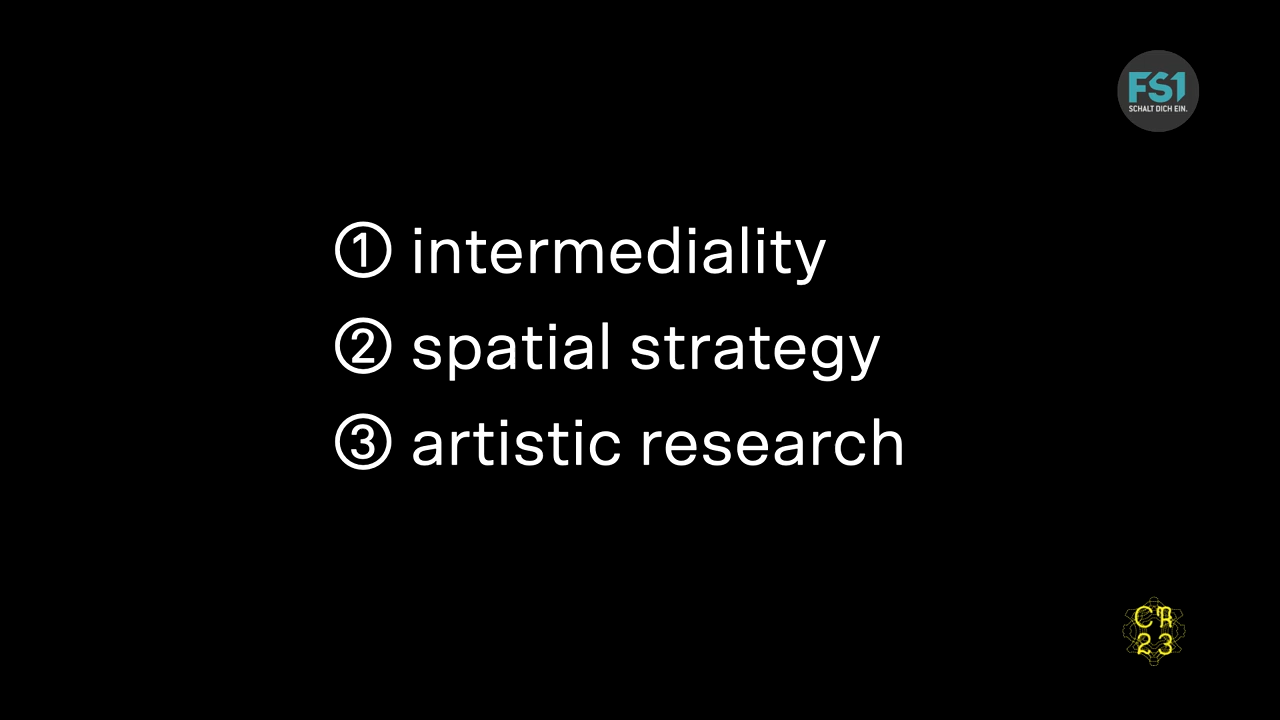 FS1
SCHALT DICH EIN.
① intermediality
② spatial strategy
③ artistic research
CR
23